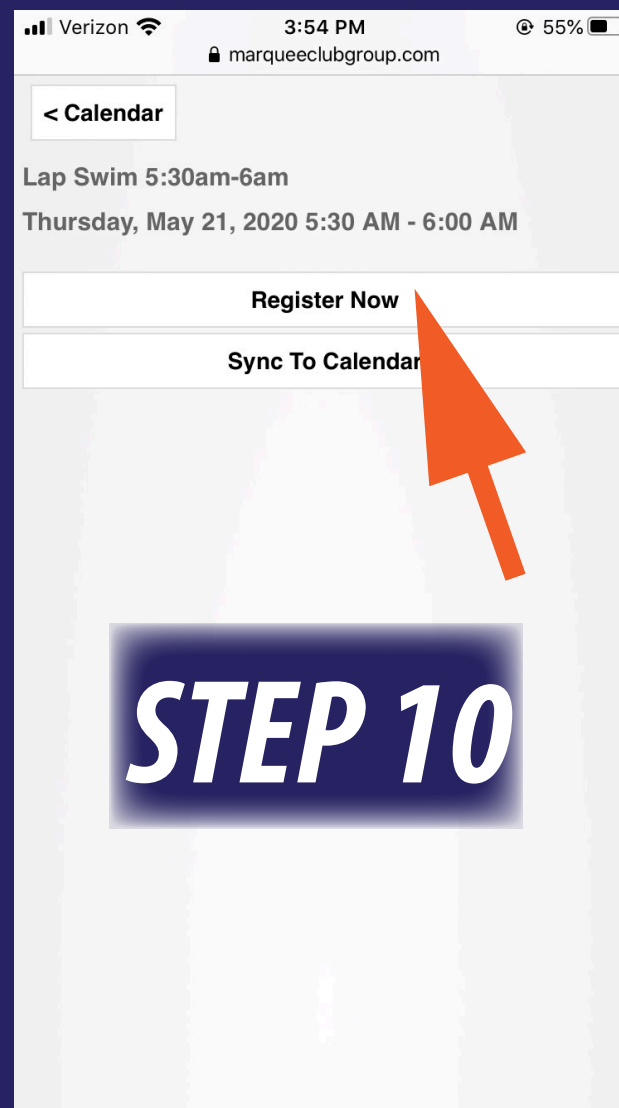 Verizon 3:54 PM 55%
marqueeclubgroup.com
< Calendar
Lap Swim 5:30am-6am
Thursday, May 21, 2020 5:30 AM - 6:00 AM
Register Now
Sync To Calendar
STEP 10